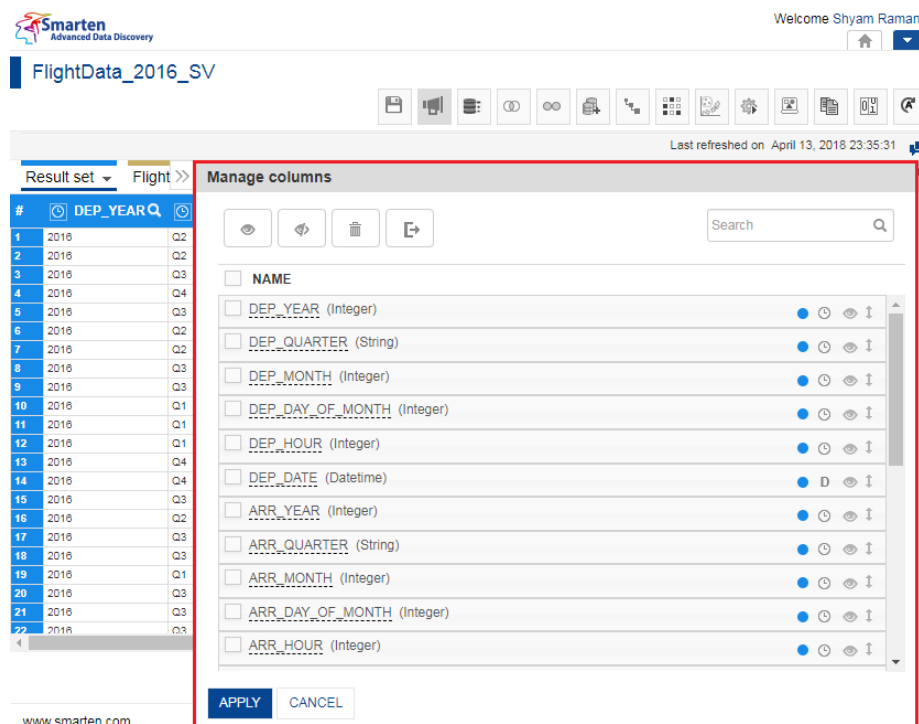 Smarten
Advanced Data Discovery
Welcome Shyam Raman
FlightData_2016_SV
Last refreshed on April 13, 2018 23:35:31
Result set
Flight
# DEP_YEAR
1 2016 Q2
2 2016 Q2
3 2016 Q3
4 2016 Q4
5 2016 Q3
6 2016 Q2
7 2016 Q2
8 2016 Q3
9 2016 Q3
10 2016 Q1
11 2016 Q1
12 2016 Q1
13 2016 Q4
14 2016 Q4
15 2016 Q3
16 2016 Q2
17 2016 Q3
18 2016 Q3
19 2016 Q1
20 2016 Q3
21 2016 Q3
22 2016 Q3
Manage columns
Search
NAME
DEP_YEAR (Integer)
DEP_QUARTER (String)
DEP_MONTH (Integer)
DEP_DAY_OF_MONTH (Integer)
DEP_HOUR (Integer)
DEP_DATE (Datetime) D
ARR_YEAR (Integer)
ARR_QUARTER (String)
ARR_MONTH (Integer)
ARR_DAY_OF_MONTH (Integer)
ARR_HOUR (Integer)
APPLY
CANCEL
www.smarten.com